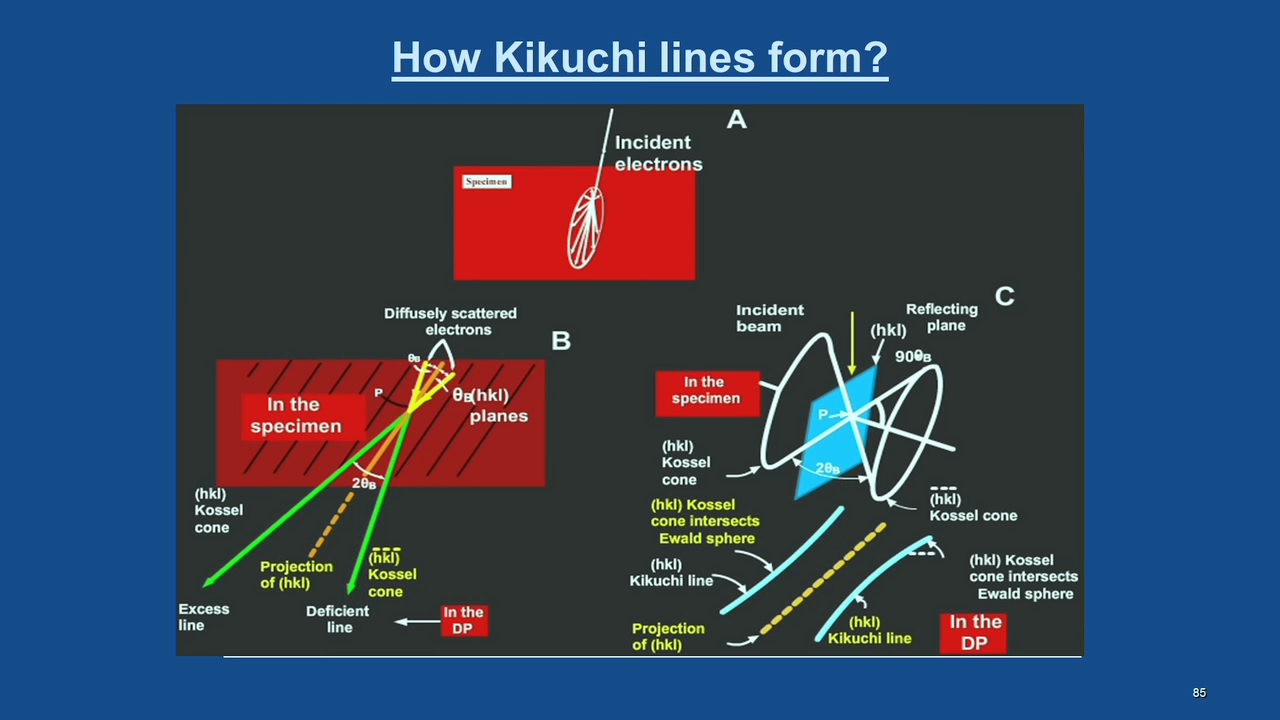 How Kikuchi lines form?
A
Incident
electrons
Specimen
Diffusely scattered
electrons
B
θB
P
θB(hkl)
planes
In the
specimen
2θB
(hkl)
Kossel
cone
Projection
of (hkl)
(hkl)
Kossel
cone
Excess
line
Deficient
line
In the
DP
C
Incident
beam
Reflecting
plane
(hkl)
90θB
In the
specimen
P
2θB
(hkl)
Kossel
cone
(hkl)
Kossel cone
(hkl) Kossel
cone intersects
Ewald sphere
(hkl)
Kikuchi line
(hkl) Kossel
cone intersects
Ewald sphere
Projection
of (hkl)
(hkl)
Kikuchi line
In the
DP
85